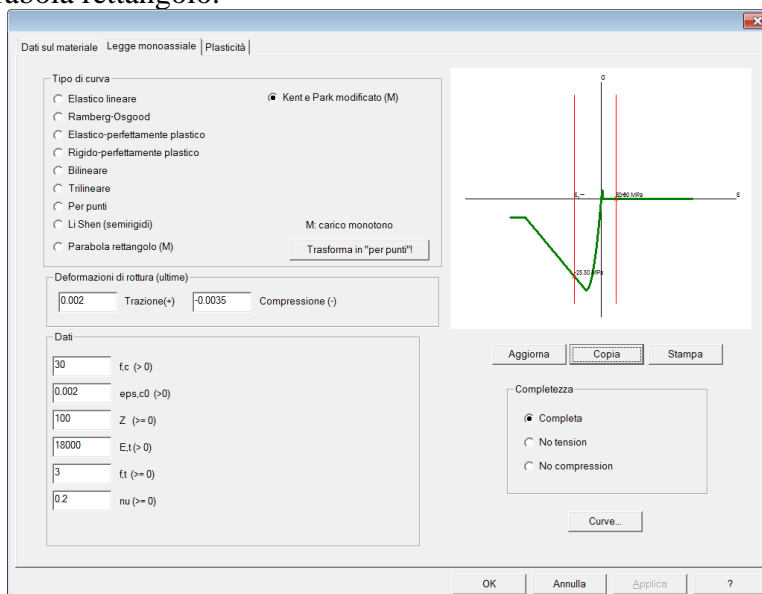 rabola rettangolo.
Dati sul materiale Legge monoassiale Plasticità
Tipo di curva
Elastico lineare
Kent e Park modificato (M)
Ramberg-Osgood
Elastico-perfettamente plastico
Rigido-perfettamente plastico
Bilineare
Trilineare
Per punti
Li Shen (semirigidi)
M: carico monotono
Parabola rettangolo (M)
Trasforma in "per punti"!
Deformazioni di rottura (ultime)
0.002 Trazione(+) -0.0035 Compressione (-)
Dati
30 f,c (> 0)
0.002 eps,c0 (>0)
100 Z (>= 0)
18000 E,t (> 0)
3 f,t (>= 0)
0.2 nu (>= 0)
σ
ε
-25.50 MPa
Aggiorna Copia Stampa
Completezza
Completa
No tension
No compression
Curve...
OK Annulla Applica ?